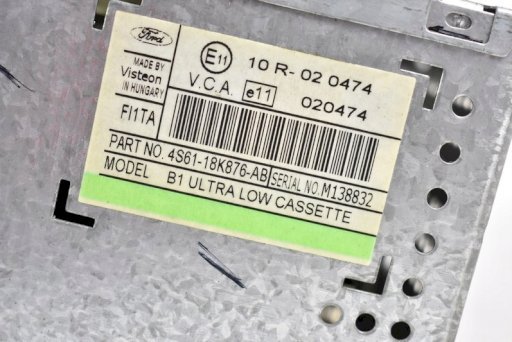 Ford
MADE BY
Visteon
IN HUNGARY
FI1TA
E11 10 R- 02 0474
V.C.A. e11 020474
PART NO. 4S61-18K876-AB SERIAL NO. M138832
MODEL B1 ULTRA LOW CASSETTE